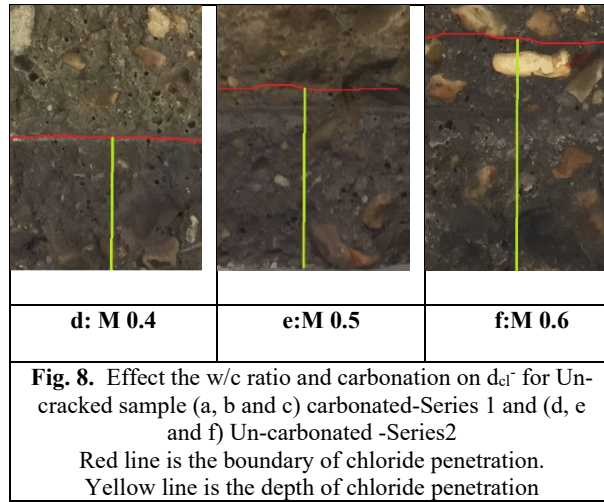 d: M 0.4 e:M 0.5 f:M 0.6
Fig. 8. Effect the w/c ratio and carbonation on dcl- for Un-
cracked sample (a, b and c) carbonated-Series 1 and (d, e
and f) Un-carbonated -Series2
Red line is the boundary of chloride penetration.
Yellow line is the depth of chloride penetration